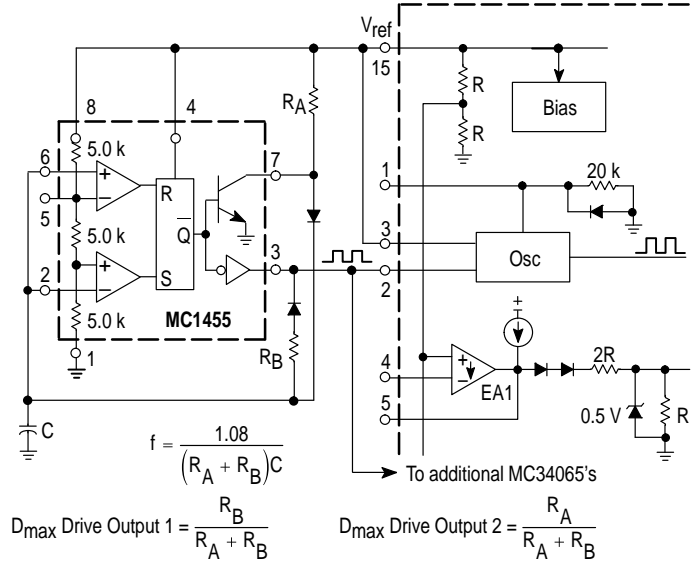 Vref
15
RA
R
R
Bias
8
4
6
5.0 k
5
5.0 k
2
5.0 k
1
R
Q
S
7
3
MC1455
RB
C
1
20 k
3
2
Osc
+
4
5
+
−
EA1
2R
0.5 V
R
+
−
+
−
To additional MC34065's
f = 1.08 / (RA + RB)C
Dmax Drive Output 1 = RB / RA + RB
Dmax Drive Output 2 = RA / RA + RB